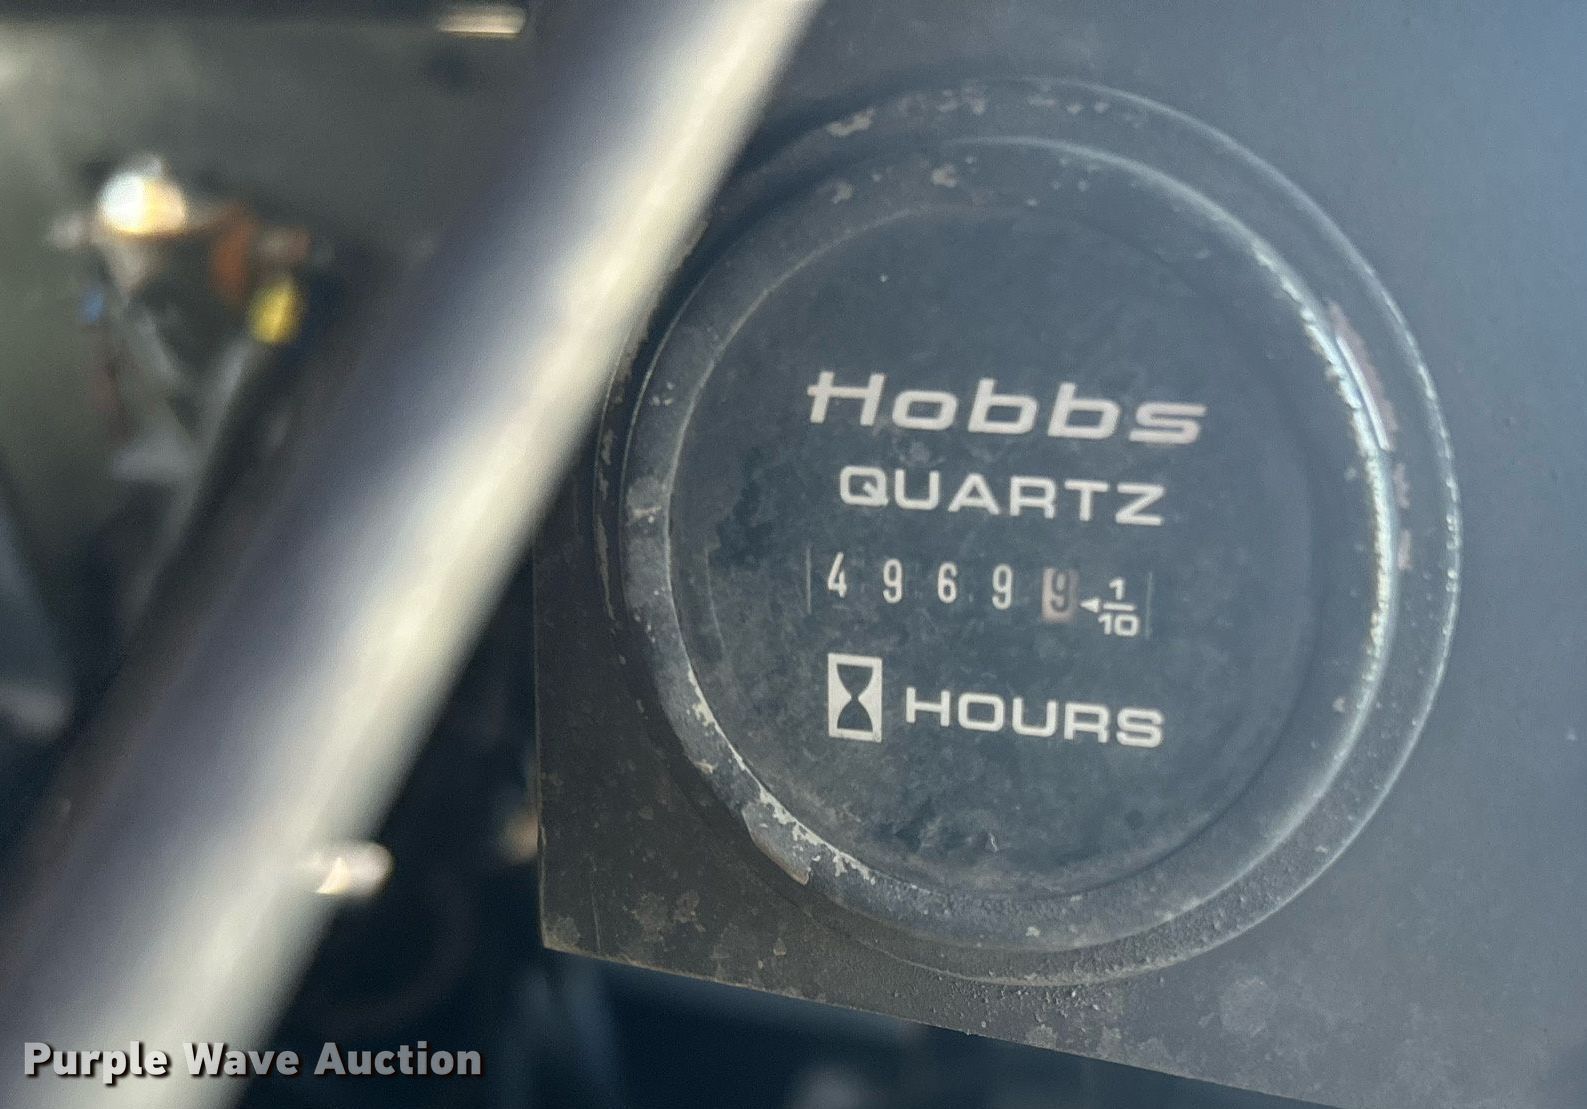 Hobbs
QUARTZ
4 9 6 9 9 ◄ 1/10
HOURS
Purple Wave Auction